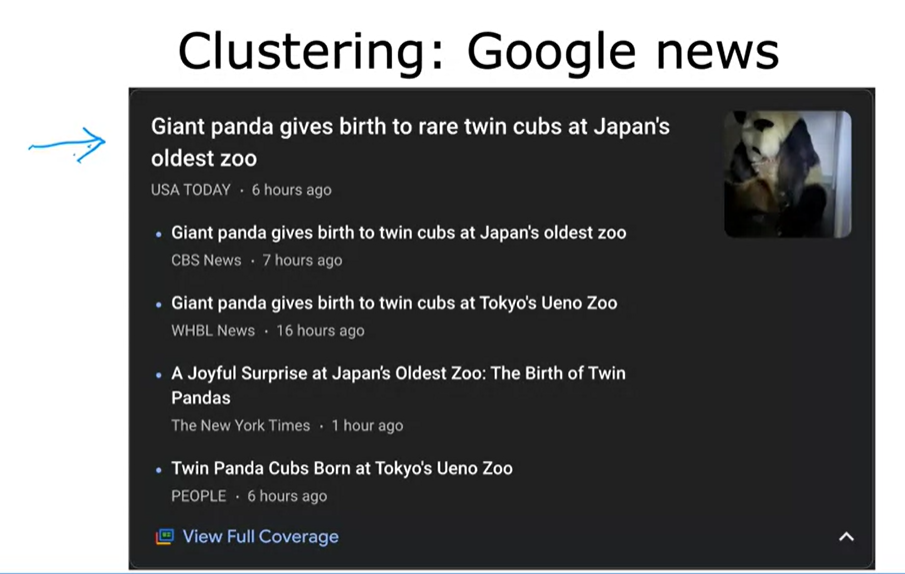 Clustering: Google news
Giant panda gives birth to rare twin cubs at Japan's
oldest zoo
USA TODAY · 6 hours ago
• Giant panda gives birth to twin cubs at Japan's oldest zoo
CBS News · 7 hours ago
• Giant panda gives birth to twin cubs at Tokyo's Ueno Zoo
WHBL News · 16 hours ago
• A Joyful Surprise at Japan's Oldest Zoo: The Birth of Twin
Pandas
The New York Times · 1 hour ago
• Twin Panda Cubs Born at Tokyo's Ueno Zoo
PEOPLE · 6 hours ago
View Full Coverage